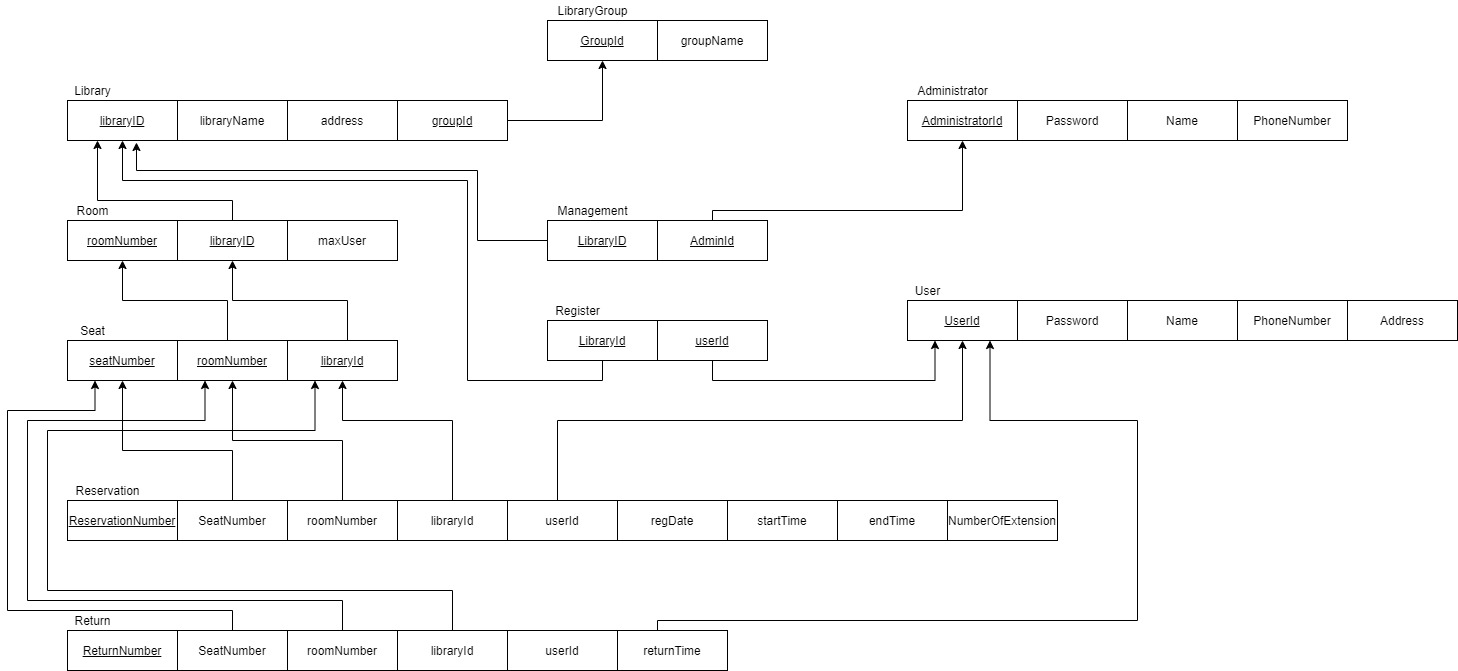 LibraryGroup
GroupId groupName
Library
libraryID libraryName address groupId
Administrator
AdministratorId Password Name PhoneNumber
Room
roomNumber libraryID maxUser
Management
LibraryID AdminId
User
UserId Password Name PhoneNumber Address
Register
LibraryId userId
Seat
seatNumber roomNumber libraryId
Reservation
ReservationNumber SeatNumber roomNumber libraryId userId regDate startTime endTime NumberOfExtension
Return
ReturnNumber SeatNumber roomNumber libraryId userId returnTime